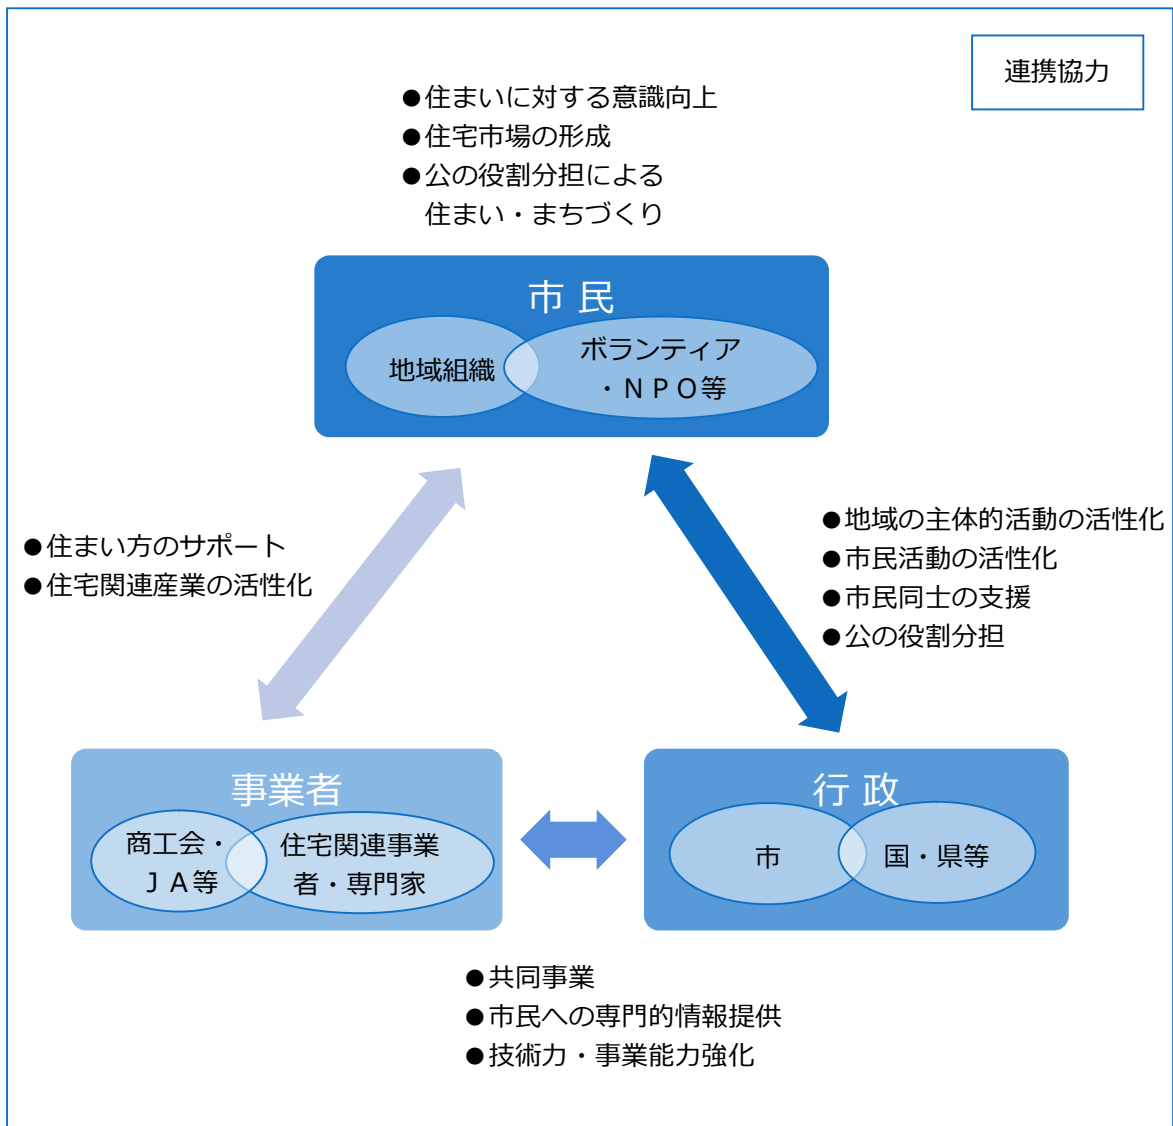 連携協力
●住まいに対する意識向上
●住宅市場の形成
●公の役割分担による
住まい・まちづくり
市 民
地域組織
ボランティア
・ＮＰＯ等
●住まい方のサポート
●住宅関連産業の活性化
●地域の主体的活動の活性化
●市民活動の活性化
●市民同士の支援
●公の役割分担
事業者
商工会・
ＪＡ等
住宅関連事業
者・専門家
行 政
市
国・県等
●共同事業
●市民への専門的情報提供
●技術力・事業能力強化